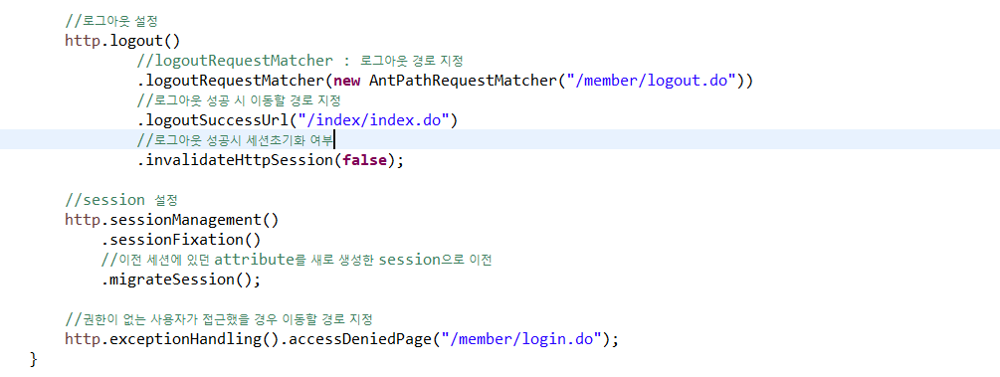 //로그아웃 설정
http.logout()
//logoutRequestMatcher : 로그아웃 경로 지정
.logoutRequestMatcher(new AntPathRequestMatcher("/member/logout.do"))
//로그아웃 성공 시 이동할 경로 지정
.logoutSuccessUrl("/index/index.do")
//로그아웃 성공시 세션초기화 여부
.invalidateHttpSession(false);
//session 설정
http.sessionManagement()
.sessionFixation()
//이전 세션에 있던 attribute를 새로 생성한 session으로 이전
.migrateSession();
//권한이 없는 사용자가 접근했을 경우 이동할 경로 지정
http.exceptionHandling().accessDeniedPage("/member/login.do");
}